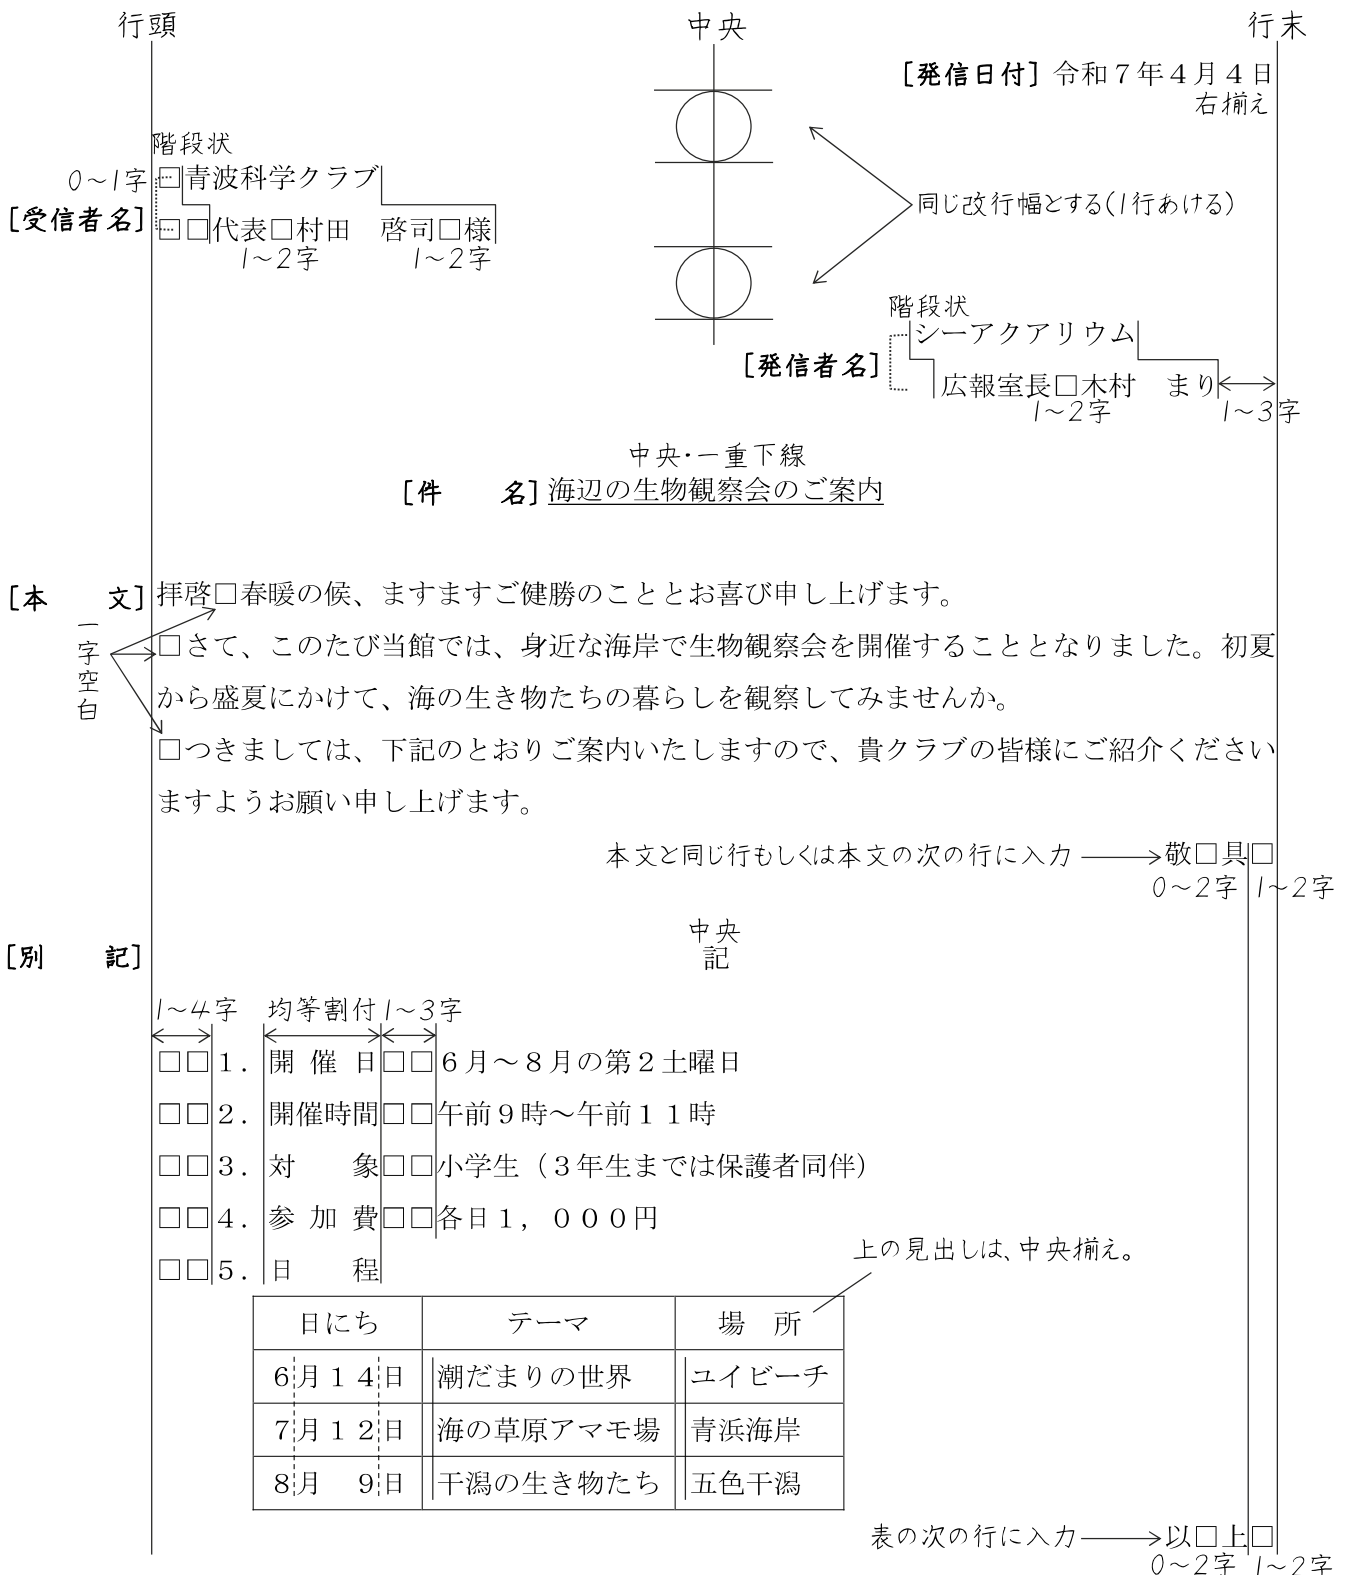 行頭　中央　行末
[発信日付] 令和７年４月４日
右揃え
階段状
0～1字 □青波科学クラブ
同じ改行幅とする(1行あける)
[受信者名] □□代表□村田　啓司□様
1～2字　1～2字
階段状
シーアクアリウム
[発信者名]
広報室長□木村　まり
1～2字　1～3字
中央・一重下線
[件　　名] 海辺の生物観察会のご案内
[本　　文] 拝啓□春暖の候、ますますご健勝のこととお喜び申し上げます。
一字空白
□さて、このたび当館では、身近な海岸で生物観察会を開催することとなりました。初夏
から盛夏にかけて、海の生き物たちの暮らしを観察してみませんか。
□つきましては、下記のとおりご案内いたしますので、貴クラブの皆様にご紹介ください
ますようお願い申し上げます。
本文と同じ行もしくは本文の次の行に入力 敬□具□
0～2字　1～2字
中央
[別　　記] 記
1～4字　均等割付　1～3字
□□１．開 催 日□□６月～８月の第２土曜日
□□２．開催時間□□午前９時～午前１１時
□□３．対　　象□□小学生（３年生までは保護者同伴）
□□４．参 加 費□□各日１，０００円
上の見出しは、中央揃え。
□□５．日　　程
日にち　テーマ　場　所
６月１４日　潮だまりの世界　ユイビーチ
７月１２日　海の草原アマモ場　青浜海岸
８月　９日　干潟の生き物たち　五色干潟
表の次の行に入力 以□上□
0～2字　1～2字